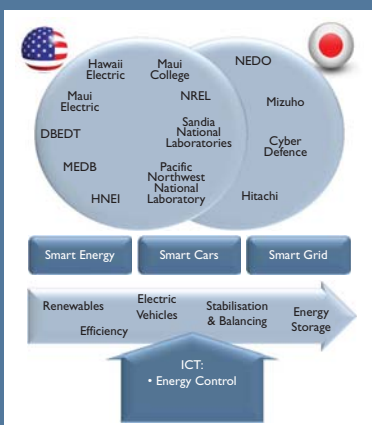 Hawaii
Electric
Maui
College
NEDO
Maui
Electric
NREL
Mizuho
DBEDT
Sandia
National
Laboratories
Cyber
Defence
MEDB
Pacific
Northwest
National
Laboratory
HNEI
Hitachi
Smart Energy
Smart Cars
Smart Grid
Renewables
Efficiency
Electric
Vehicles
Stabilisation
& Balancing
Energy
Storage
ICT:
• Energy Control